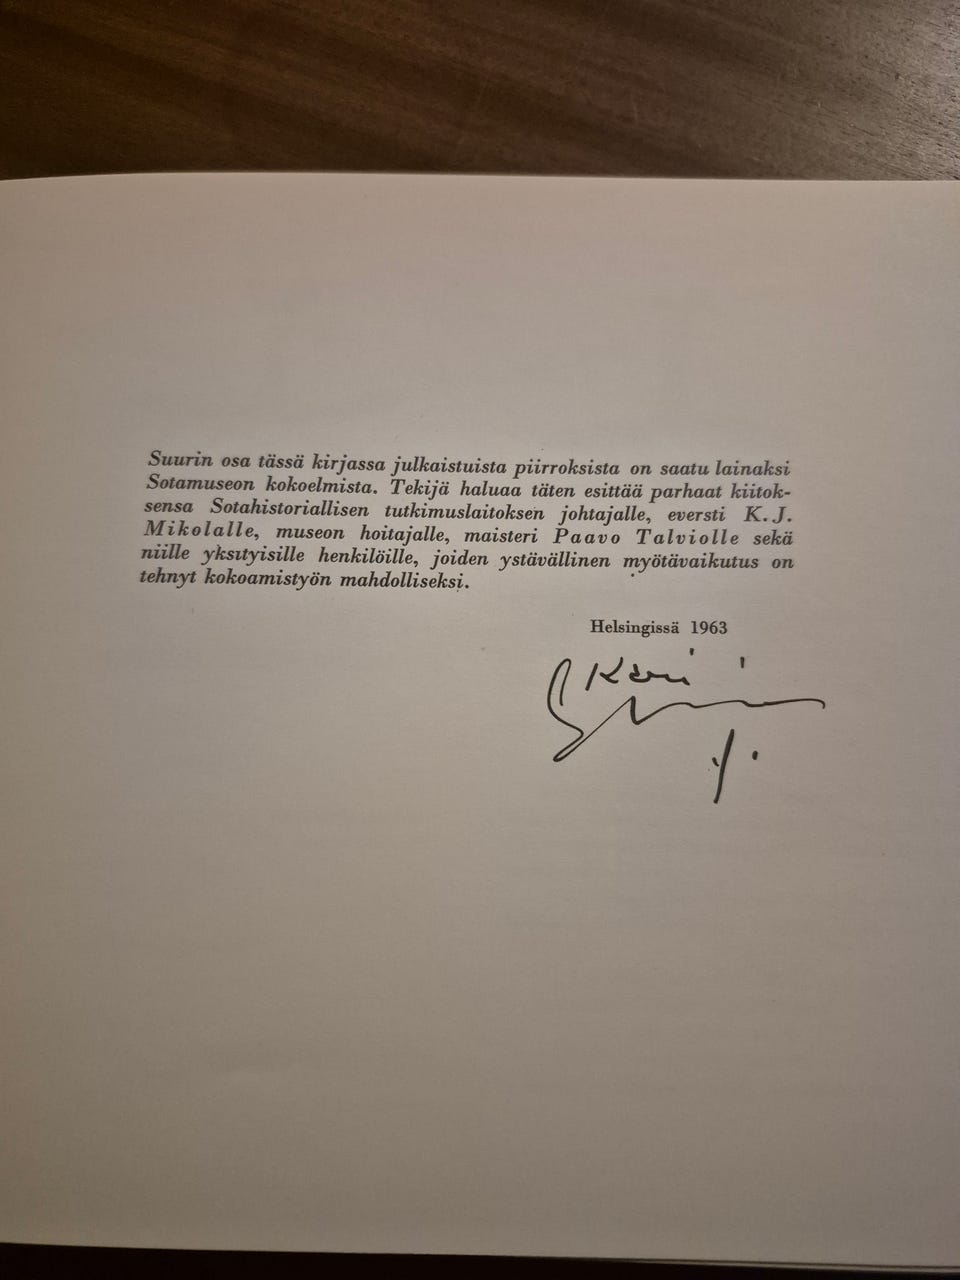 Suurin osa tässä kirjassa julkaistuista piirroksista on saatu lainaksi
Sotamuseon kokoelmista. Tekijä haluaa täten esittää parhaat kiitok-
sensa Sotahistoriallisen tutkimuslaitoksen johtajalle, eversti K. J.
Mikolalle, museon hoitajalle, maisteri Paavo Talviolle sekä
niille yksityisille henkilöille, joiden ystävällinen myötävaikutus on
tehnyt kokoamistyön mahdolliseksi.
Helsingissä 1963
Kari